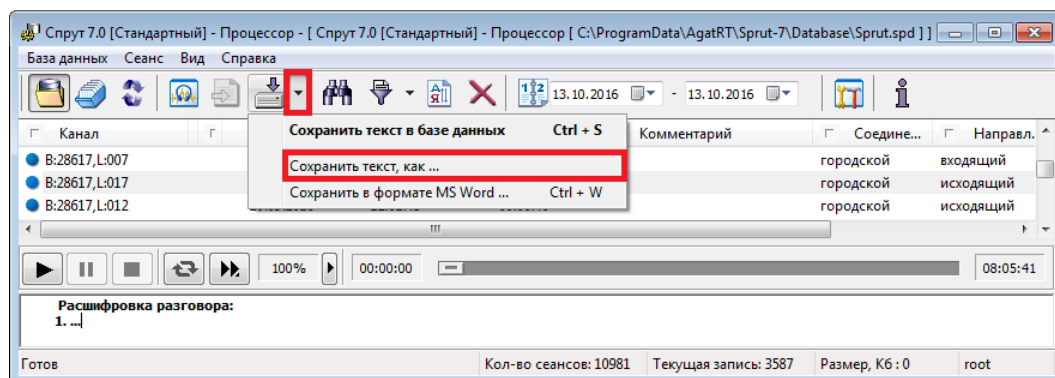 Спрут 7.0 [Стандартный] - Процессор - [ Спрут 7.0 [Стандартный] - Процессор [ C:\ProgramData\AgatRT\Sprut-7\Database\Sprut.spd ] ]
База данных Сеанс Вид Справка
13.10.2016 - 13.10.2016
Канал Комментарий Соедине... Направл.
Сохранить текст в базе данных Ctrl + S
Сохранить текст, как ...
Сохранить в формате MS Word ... Ctrl + W
B:28617,L:007 городской входящий
B:28617,L:017 городской исходящий
B:28617,L:012 городской исходящий
100% 00:00:00 08:05:41
Расшифровка разговора:
1. ...
Готов Кол-во сеансов: 10981 Текущая запись: 3587 Размер, Кб : 0 root